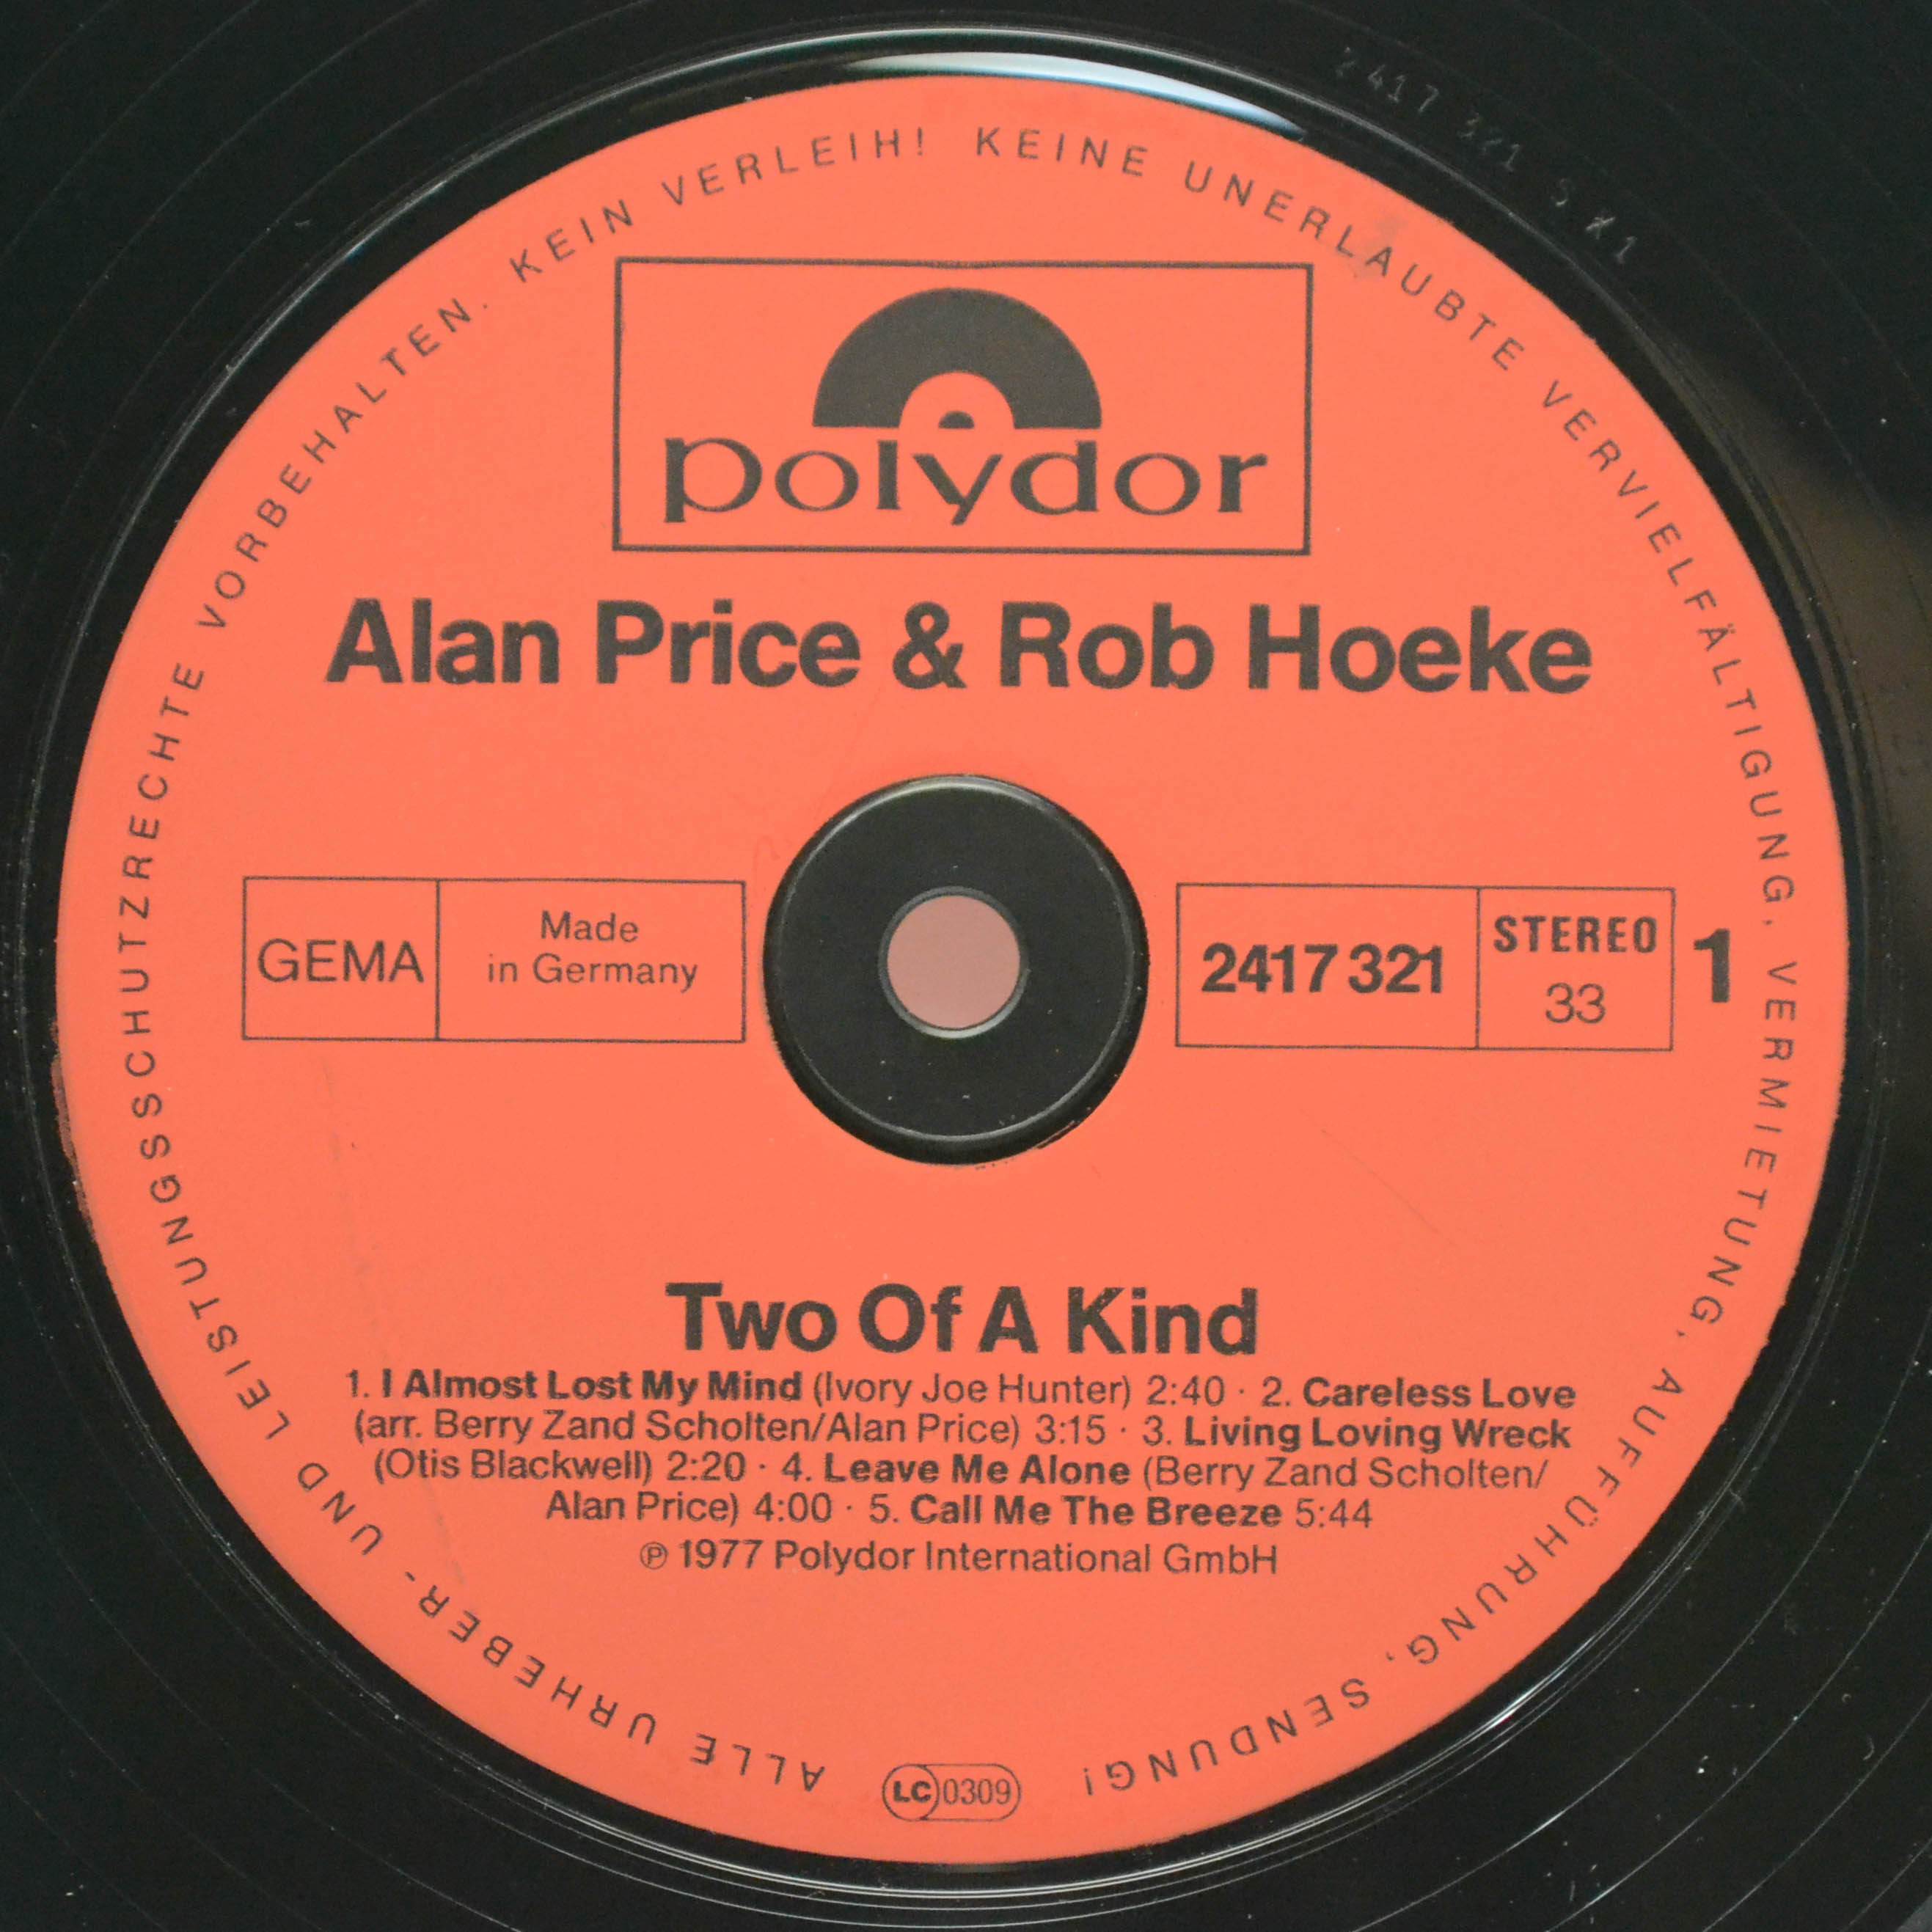 ALLE URHEBER- UND LEISTUNGSSCHUTZRECHTE VORBEHALTEN. KEIN VERLEIH! KEINE UNERLAUBTE VERVIELFÄLTIGUNG, VERMIETUNG, AUFFÜHRUNG, SENDUNG!
2417 321 S 1
polydor
Alan Price & Rob Hoeke
GEMA
Made
in Germany
2417 321
STEREO
33
1
Two Of A Kind
1. I Almost Lost My Mind (Ivory Joe Hunter) 2:40 · 2. Careless Love
(arr. Berry Zand Scholten/Alan Price) 3:15 · 3. Living Loving Wreck
(Otis Blackwell) 2:20 · 4. Leave Me Alone (Berry Zand Scholten/
Alan Price) 4:00 · 5. Call Me The Breeze 5:44
℗ 1977 Polydor International GmbH
LC 0309